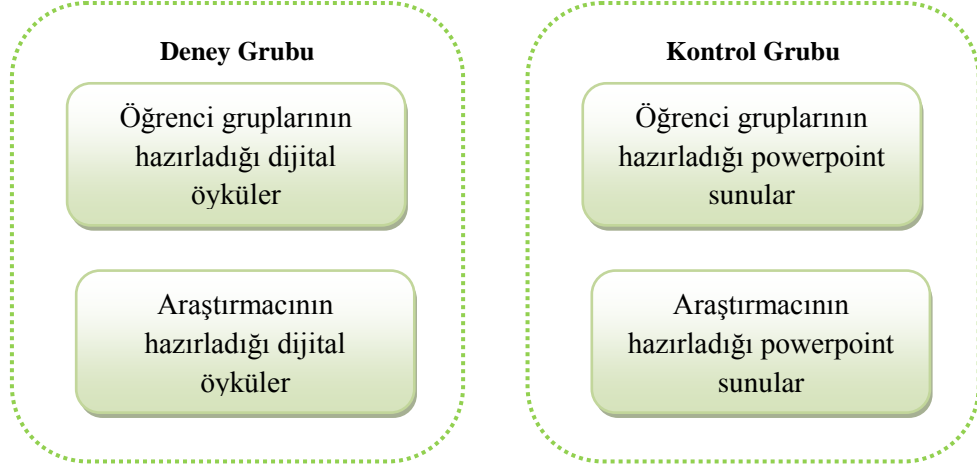 Deney Grubu
Öğrenci gruplarının
hazırladığı dijital
öyküler
Araştırmacının
hazırladığı dijital
öyküler
Kontrol Grubu
Öğrenci gruplarının
hazırladığı powerpoint
sunular
Araştırmacının
hazırladığı powerpoint
sunular